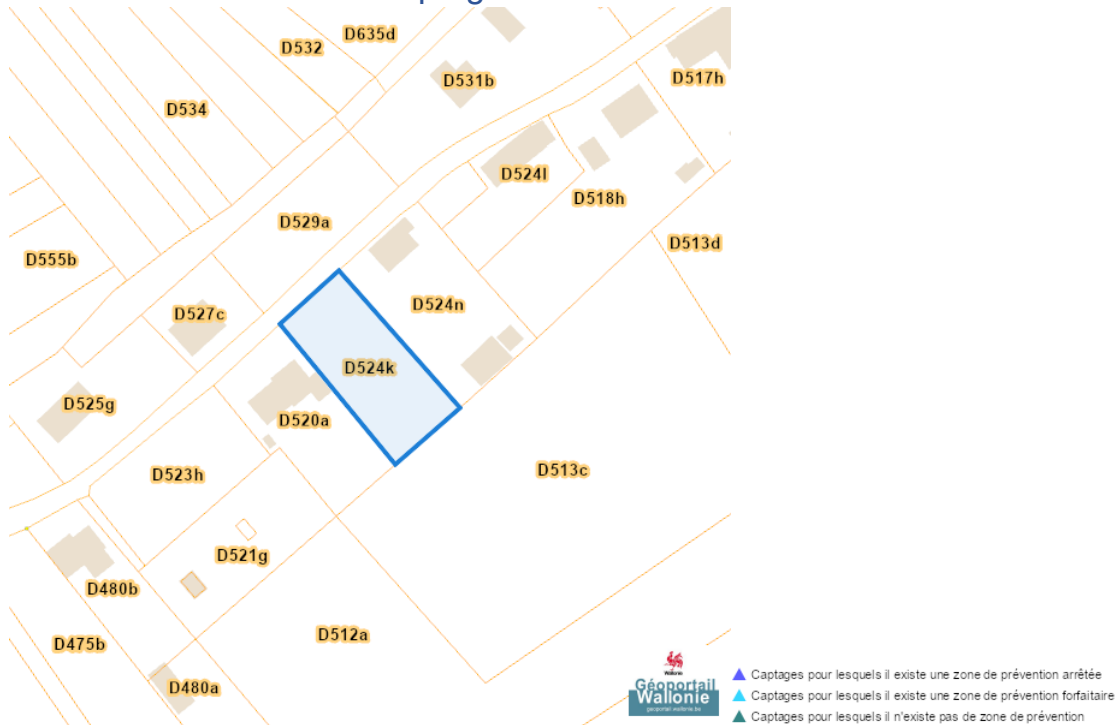 D635d
D532
D531b
D517h
D534
D524l
D518h
D529a
D513d
D555b
D524n
D527c
D524k
D525g
D520a
D513c
D523h
D521g
D480b
D512a
D475b
D480a
Wallonie
Géoportail
Wallonie
geoportail.wallonie.be
Captages pour lesquels il existe une zone de prévention arrêtée
Captages pour lesquels il existe une zone de prévention forfaitaire
Captages pour lesquels il n'existe pas de zone de prévention